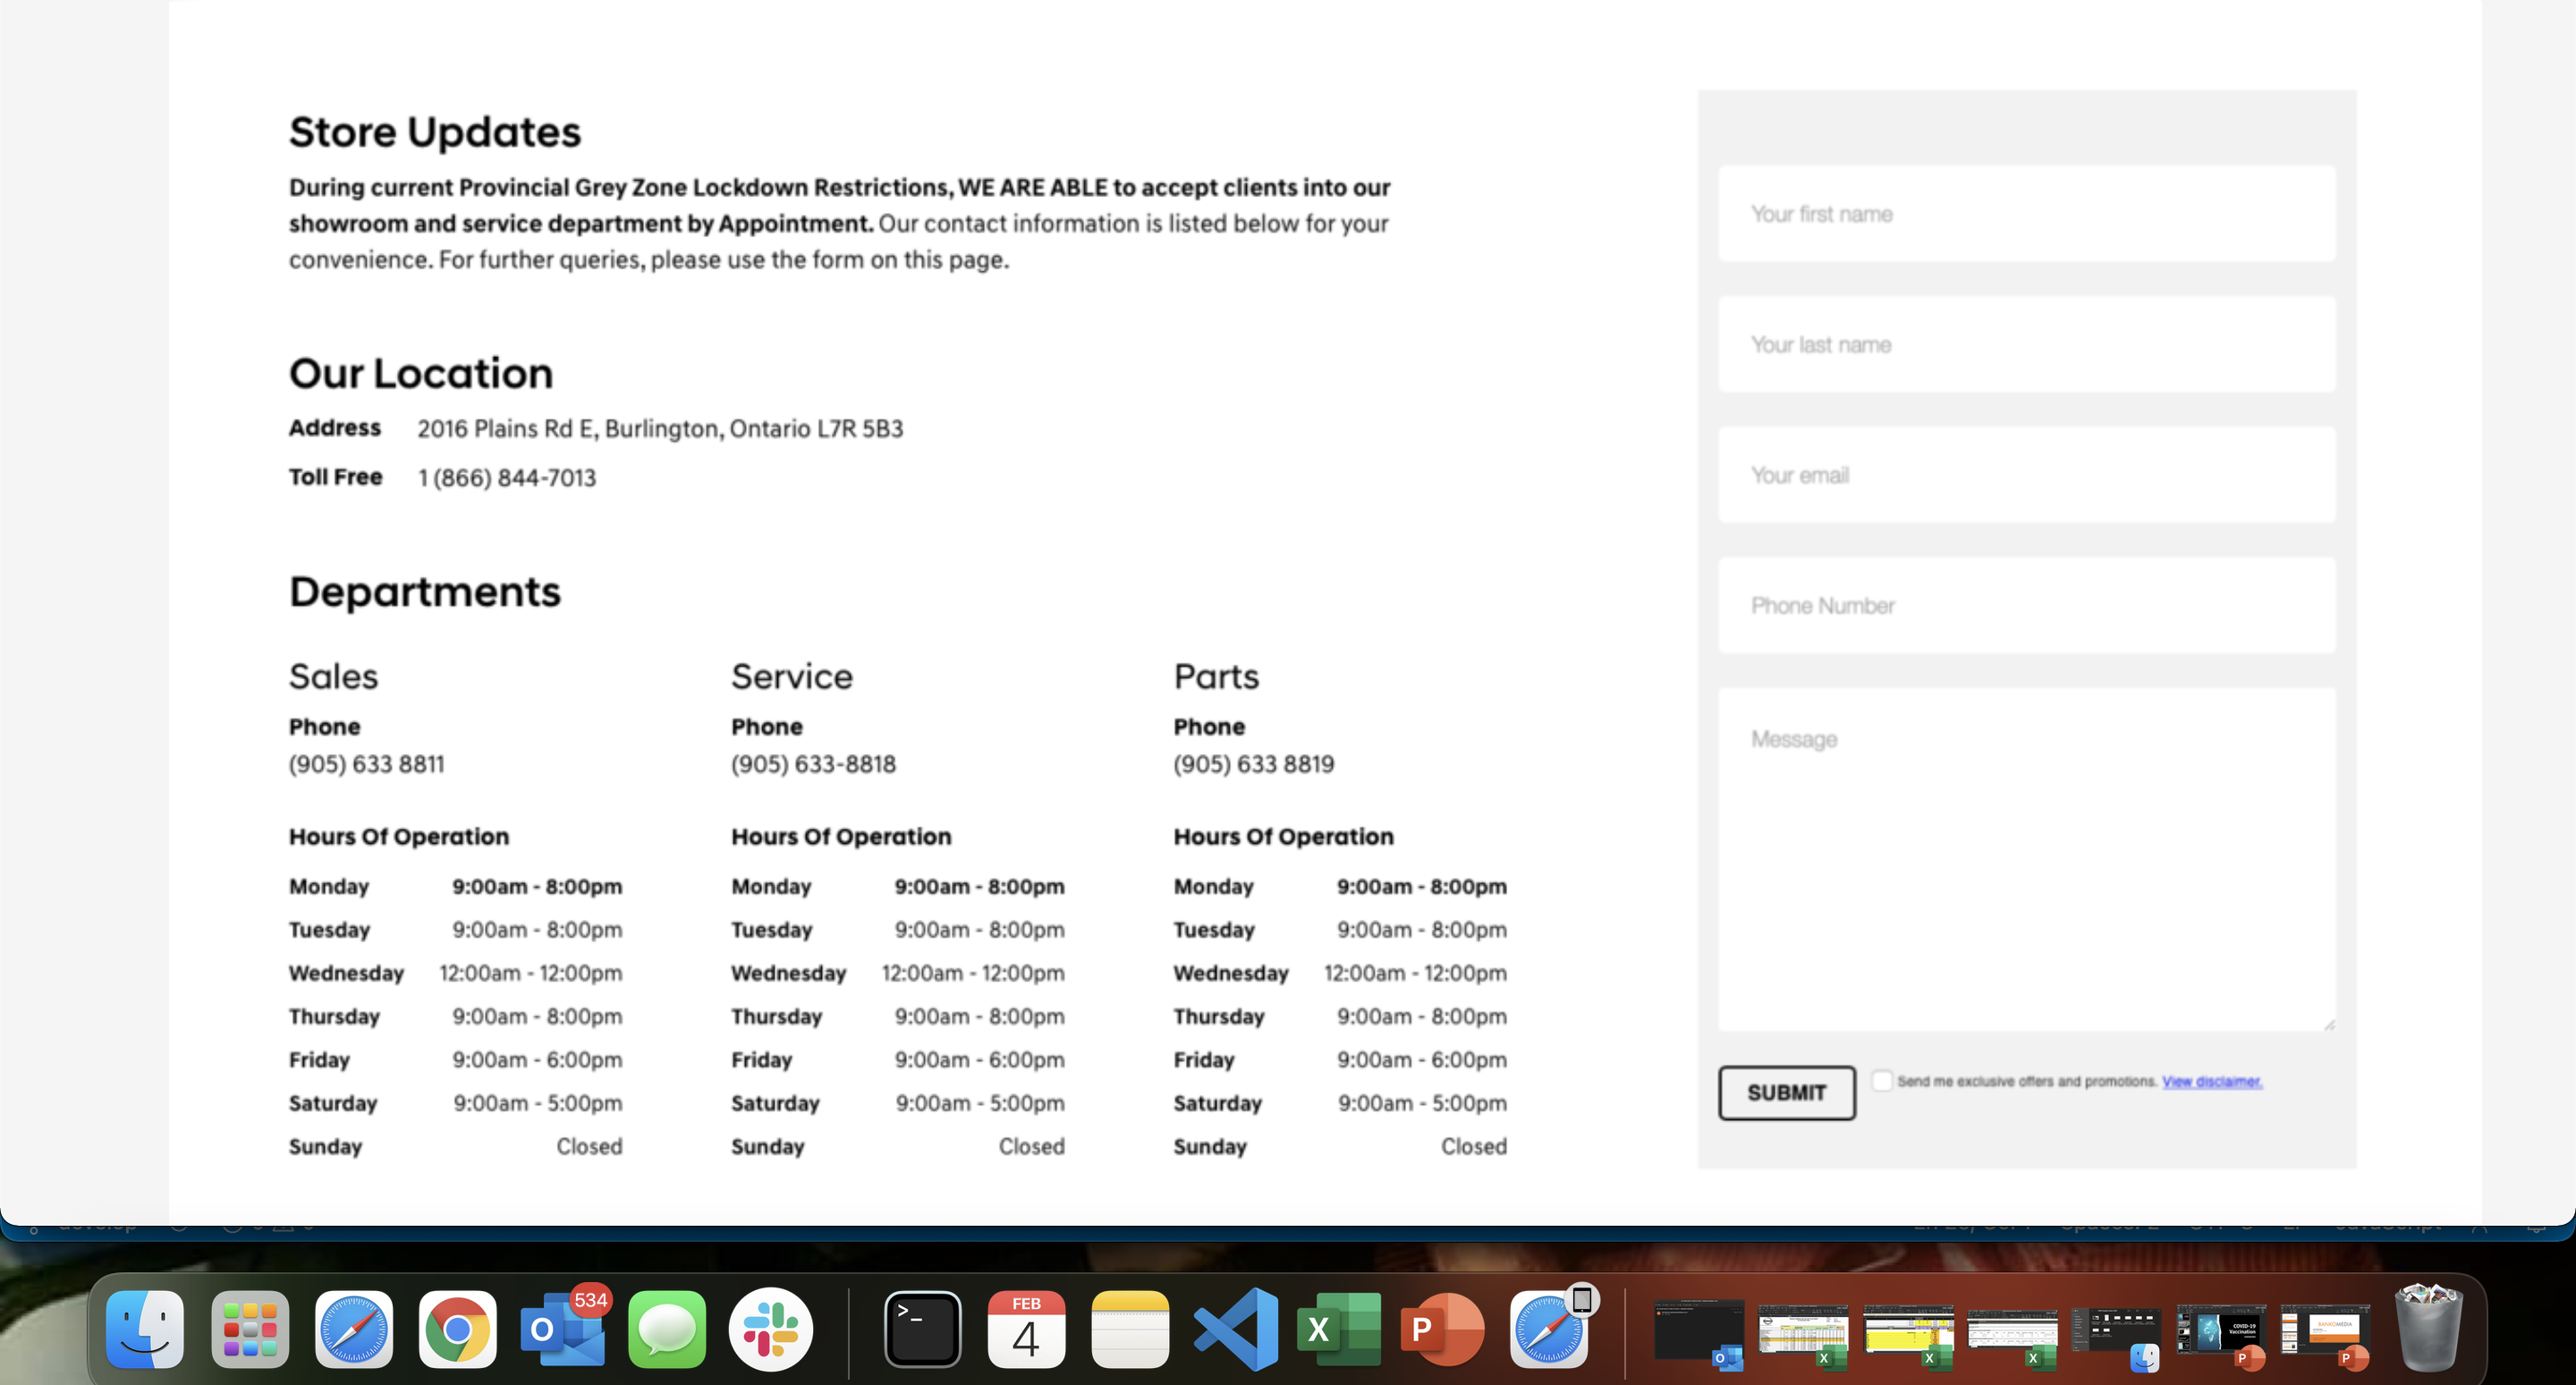 Store Updates
During current Provincial Grey Zone Lockdown Restrictions, WE ARE ABLE to accept clients into our
showroom and service department by Appointment. Our contact information is listed below for your
convenience. For further queries, please use the form on this page.
Our Location
Address 2016 Plains Rd E, Burlington, Ontario L7R 5B3
Toll Free 1 (866) 844-7013
Departments
Sales
Phone
(905) 633 8811
Hours Of Operation
Monday 9:00am - 8:00pm
Tuesday 9:00am - 8:00pm
Wednesday 12:00am - 12:00pm
Thursday 9:00am - 8:00pm
Friday 9:00am - 6:00pm
Saturday 9:00am - 5:00pm
Sunday Closed
Service
Phone
(905) 633-8818
Hours Of Operation
Monday 9:00am - 8:00pm
Tuesday 9:00am - 8:00pm
Wednesday 12:00am - 12:00pm
Thursday 9:00am - 8:00pm
Friday 9:00am - 6:00pm
Saturday 9:00am - 5:00pm
Sunday Closed
Parts
Phone
(905) 633 8819
Hours Of Operation
Monday 9:00am - 8:00pm
Tuesday 9:00am - 8:00pm
Wednesday 12:00am - 12:00pm
Thursday 9:00am - 8:00pm
Friday 9:00am - 6:00pm
Saturday 9:00am - 5:00pm
Sunday Closed
Your first name
Your last name
Your email
Phone Number
Message
SUBMIT
Send me exclusive offers and promotions. View disclaimer.
534
O
>_
FEB
4
X
P
O
X
X
X
COVID-19
Vaccination
P
BANKOMEDIA
P